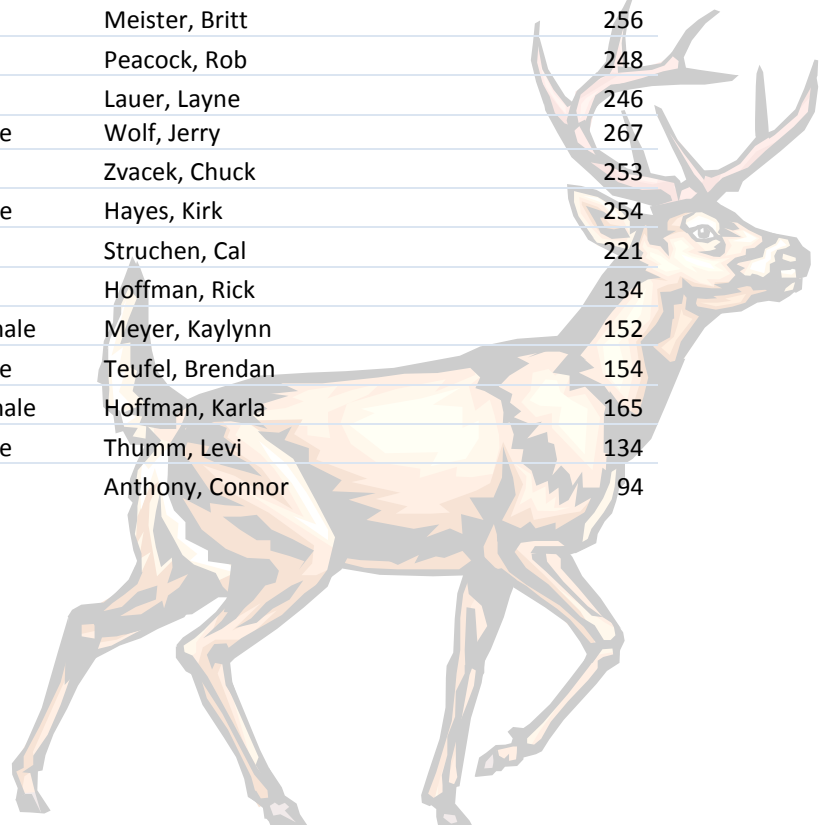 Meister, Britt 256
Peacock, Rob 248
Lauer, Layne 246
e Wolf, Jerry 267
Zvacek, Chuck 253
e Hayes, Kirk 254
Struchen, Cal 221
Hoffman, Rick 134
nale Meyer, Kaylynn 152
e Teufel, Brendan 154
nale Hoffman, Karla 165
e Thumm, Levi 134
Anthony, Connor 94